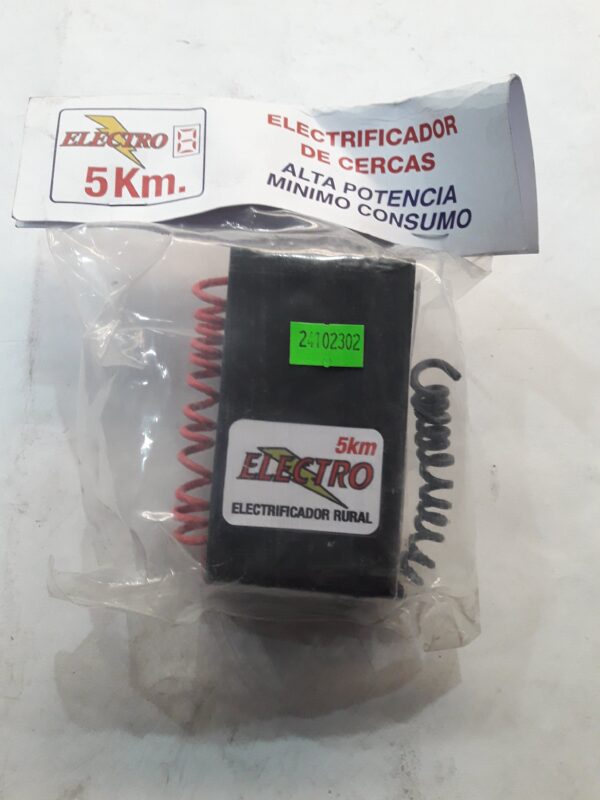 ELECTRO
5Km.
ELECTRIFICADOR
DE CERCAS
ALTA POTENCIA
MINIMO CONSUMO
24102302
5km
ELECTRO
ELECTRIFICADOR RURAL